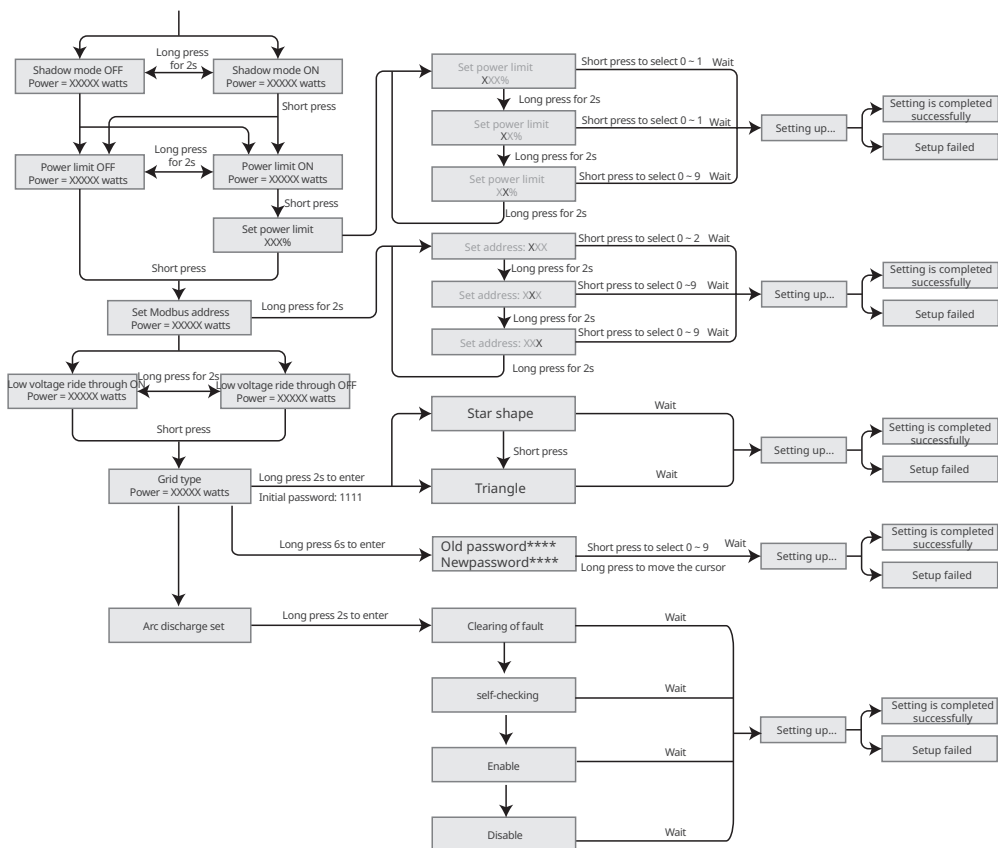 Shadow mode OFF
Power = XXXXX watts
Long press
for 2s
Shadow mode ON
Power = XXXXX watts
Short press
Power limit OFF
Power = XXXXX watts
Long press
for 2s
Power limit ON
Power = XXXXX watts
Short press
Set power limit
XXX%
Short press
Set power limit
XXX%
Short press to select 0 ~ 1
Wait
Long press for 2s
Set power limit
XX%
Short press to select 0 ~ 1
Wait
Long press for 2s
Set power limit
XX%
Short press to select 0 ~ 9
Wait
Long press for 2s
Setting up...
Setting is completed
successfully
Setup failed
Set Modbus address
Power = XXXXX watts
Long press for 2s
Set address: XXX
Short press to select 0 ~ 2
Wait
Long press for 2s
Set address: XXX
Short press to select 0 ~9
Wait
Long press for 2s
Set address: XXX
Short press to select 0 ~ 9
Wait
Long press for 2s
Setting up...
Setting is completed
successfully
Setup failed
Low voltage ride through ON
Power = XXXXX watts
Long press for 2s
Low voltage ride through OFF
Power = XXXXX watts
Short press
Grid type
Power = XXXXX watts
Long press 2s to enter
Initial password: 1111
Star shape
Wait
Short press
Triangle
Wait
Setting up...
Setting is completed
successfully
Setup failed
Long press 6s to enter
Old password****
Newpassword****
Short press to select 0 ~ 9
Wait
Long press to move the cursor
Setting up...
Setting is completed
successfully
Setup failed
Arc discharge set
Long press 2s to enter
Clearing of fault
Wait
self-checking
Wait
Enable
Wait
Disable
Wait
Setting up...
Setting is completed
successfully
Setup failed